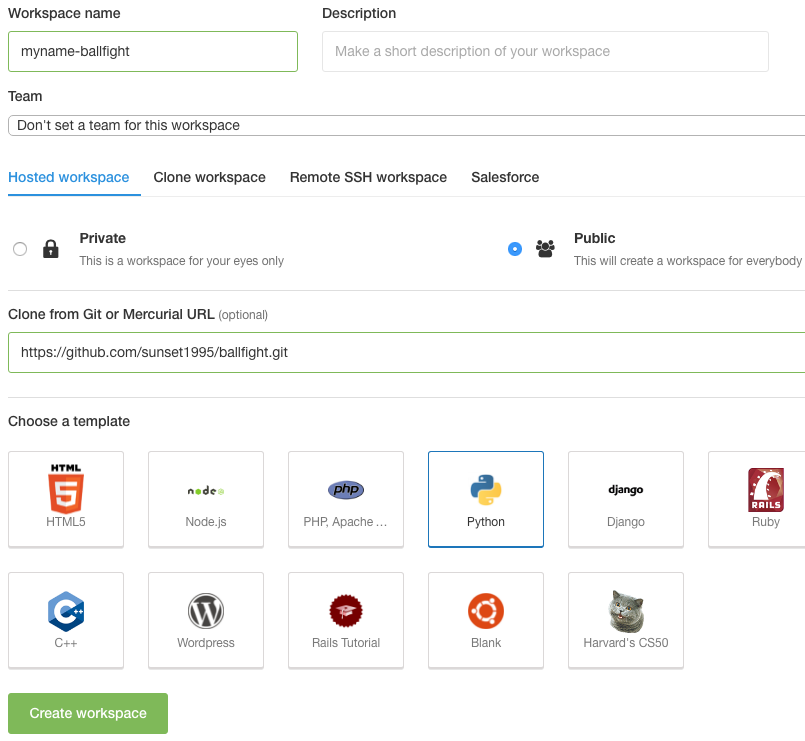 Workspace name Description
myname-ballfight Make a short description of your workspace
Team
Don't set a team for this workspace
Hosted workspace Clone workspace Remote SSH workspace Salesforce
Private Public
This is a workspace for your eyes only This will create a workspace for everybody
Clone from Git or Mercurial URL (optional)
https://github.com/sunset1995/ballfight.git
Choose a template
HTML 5 node php django RAILS
HTML5 Node.js PHP, Apache ... Python Django Ruby
C++ W
C++ Wordpress Rails Tutorial Blank Harvard's CS50
Create workspace